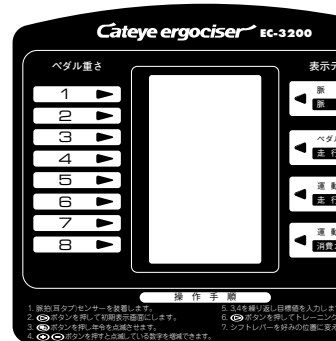 Cateye ergociser EC-3200
ペダル重さ
表示デ
1
2
3
4
5
6
7
8
脈
脈
ペダル
走行
運動
走行
運動
消費
操作手順
1. 脈拍(耳タブ)センサーを装着します。
2. ボタンを押して初期表示画面にします。
3. ボタンを押し年令を点滅させます。
4. ボタンを押すと点滅している数字を増減できます。
5. 3,4を繰り返し目標値を入力しま
6. ボタンを押してトレーニング
7. シフトレバーを好みの位置に変え